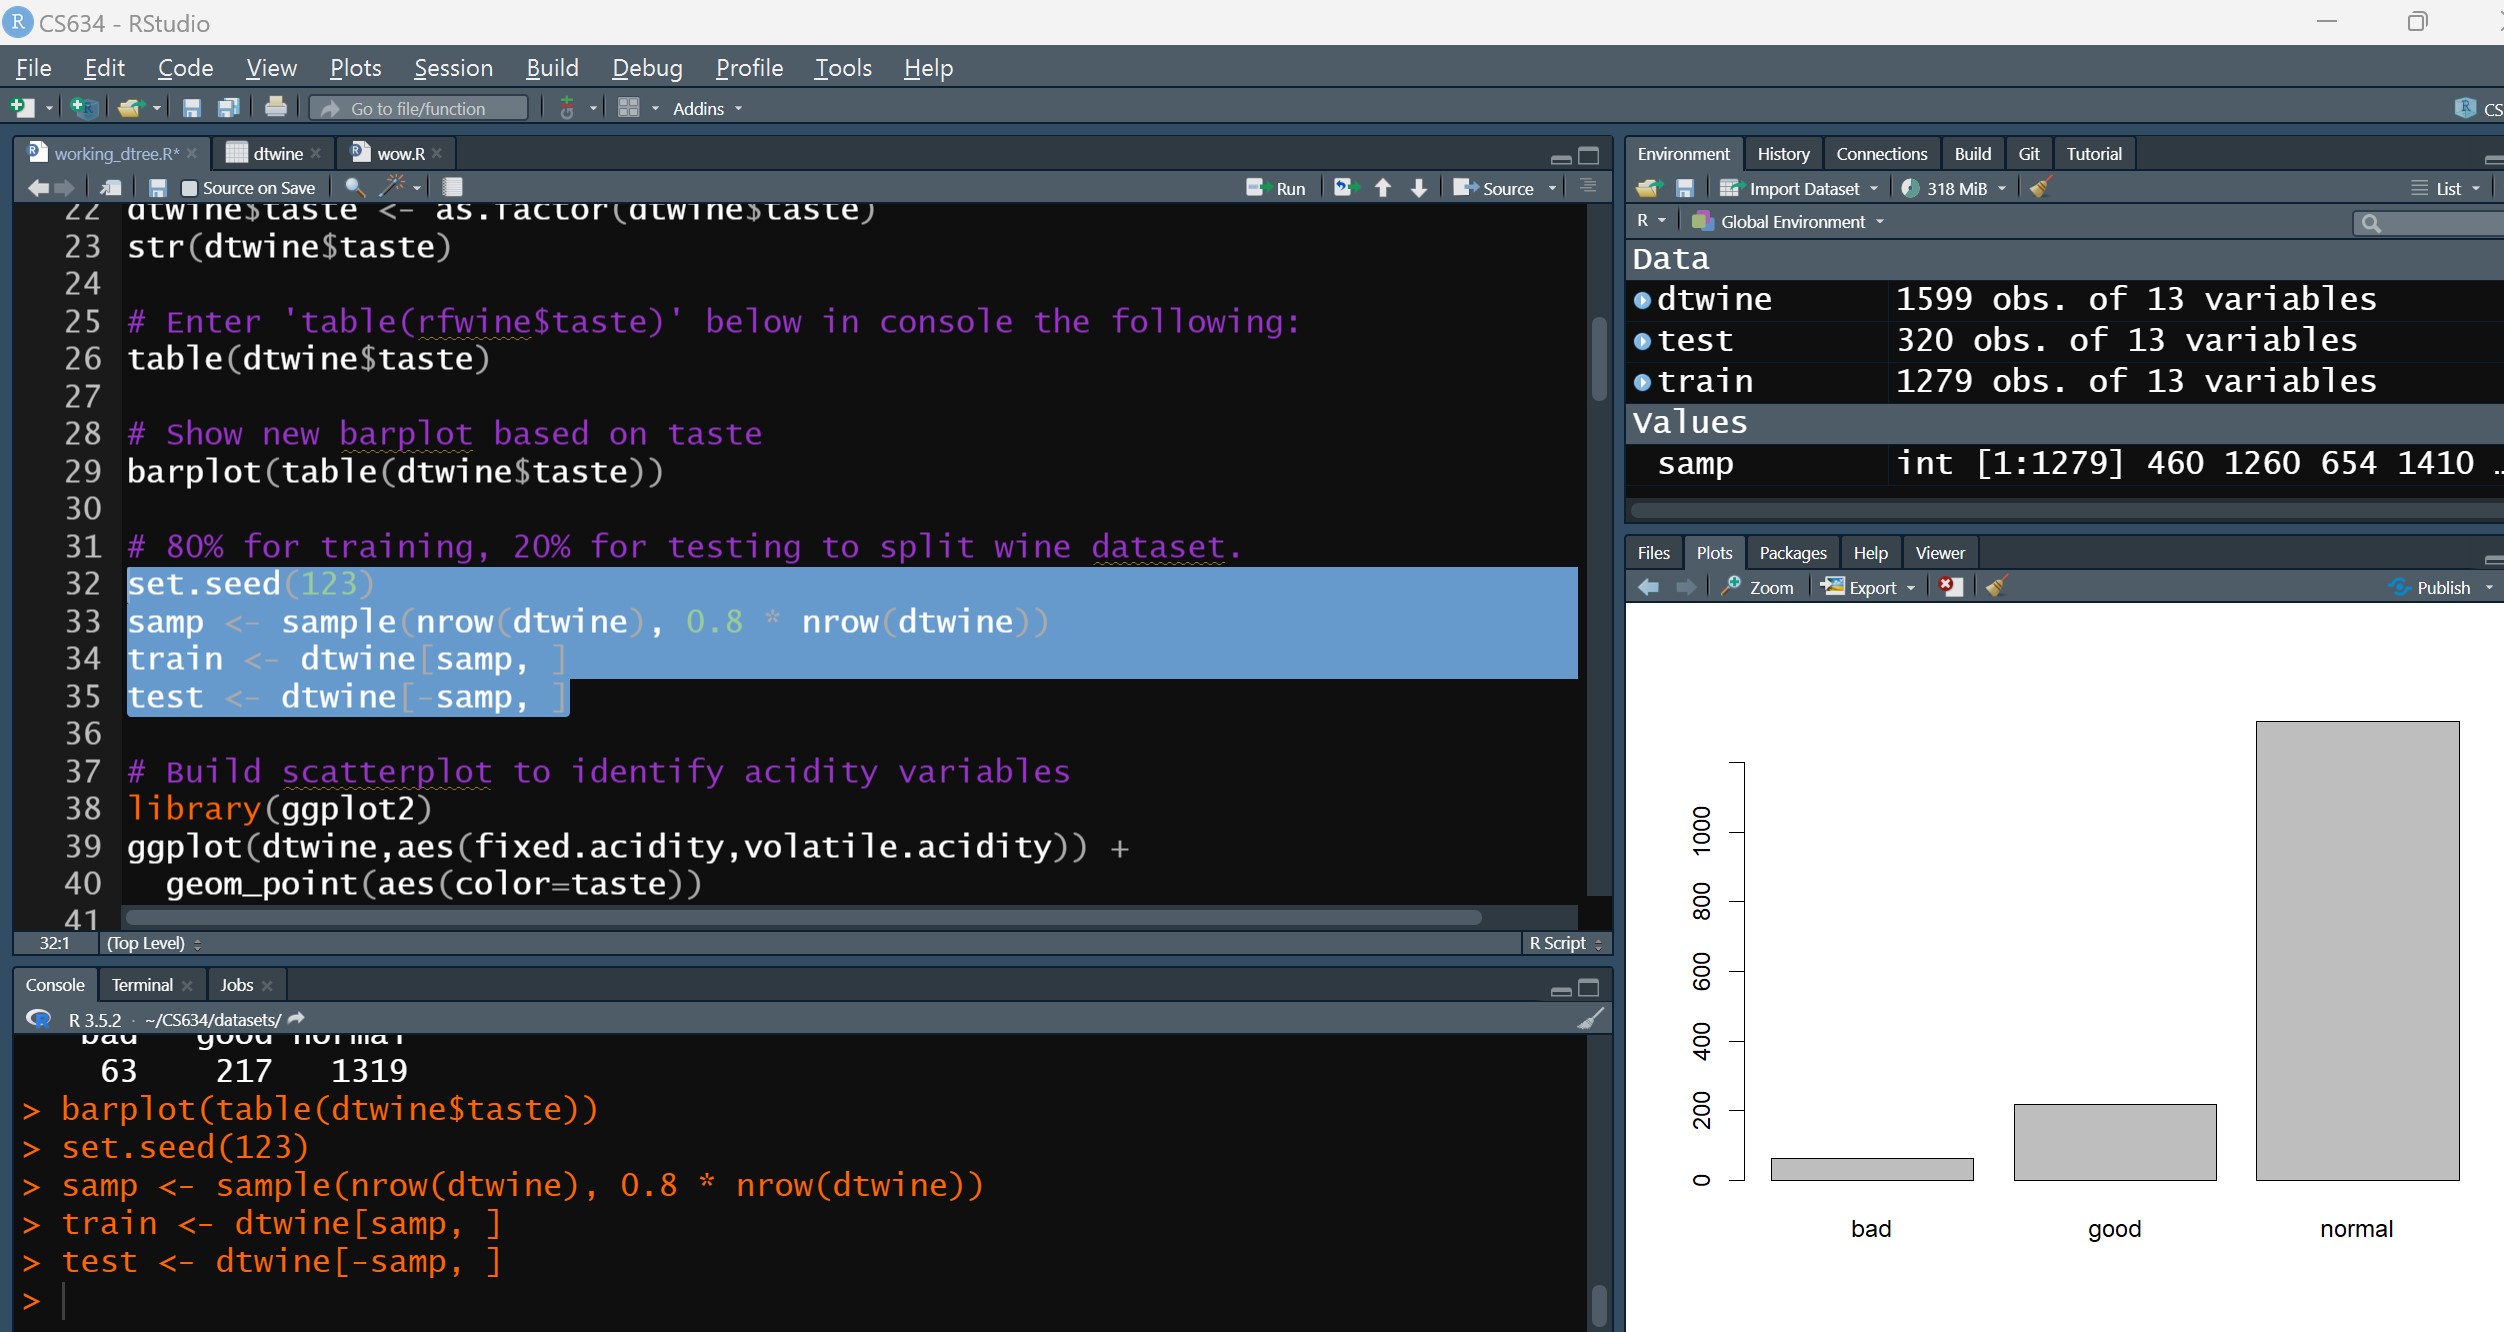 CS634 - RStudio
File Edit Code View Plots Session Build Debug Profile Tools Help
Go to file/function Addins CS
working_dtree.R* dtwine wow.R
Source on Save Run Source
22 dtwine$taste <- as.factor(dtwine$taste)
23 str(dtwine$taste)
24
25 # Enter 'table(rfwine$taste)' below in console the following:
26 table(dtwine$taste)
27
28 # Show new barplot based on taste
29 barplot(table(dtwine$taste))
30
31 # 80% for training, 20% for testing to split wine dataset.
32 set.seed(123)
33 samp <- sample(nrow(dtwine), 0.8 * nrow(dtwine))
34 train <- dtwine[samp, ]
35 test <- dtwine[-samp, ]
36
37 # Build scatterplot to identify acidity variables
38 library(ggplot2)
39 ggplot(dtwine,aes(fixed.acidity,volatile.acidity)) +
40 geom_point(aes(color=taste))
41
32:1 (Top Level) R Script
Console Terminal Jobs
R 3.5.2 · ~/CS634/datasets/
bad good normal
63 217 1319
> barplot(table(dtwine$taste))
> set.seed(123)
> samp <- sample(nrow(dtwine), 0.8 * nrow(dtwine))
> train <- dtwine[samp, ]
> test <- dtwine[-samp, ]
>
Environment History Connections Build Git Tutorial
Import Dataset 318 MiB List
R Global Environment
Data
dtwine 1599 obs. of 13 variables
test 320 obs. of 13 variables
train 1279 obs. of 13 variables
Values
samp int [1:1279] 460 1260 654 1410 ..
Files Plots Packages Help Viewer
Zoom Export Publish
1000
800
600
400
200
0
bad good normal